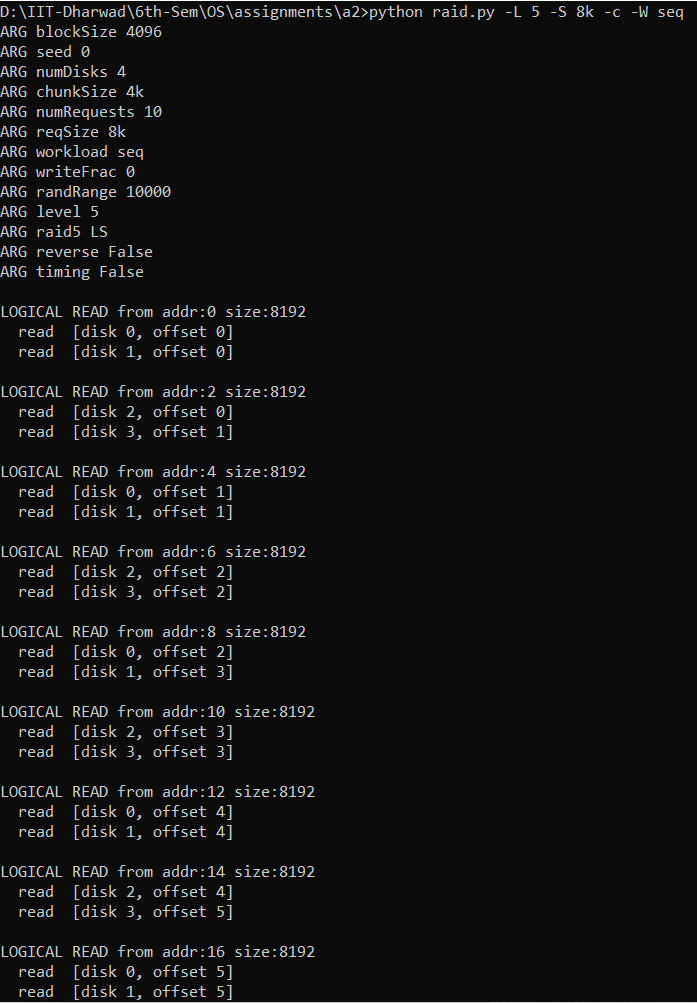 D:\IIT-Dharwad\6th-Sem\OS\assignments\a2>python raid.py -L 5 -S 8k -c -W seq
ARG blockSize 4096
ARG seed 0
ARG numDisks 4
ARG chunkSize 4k
ARG numRequests 10
ARG reqSize 8k
ARG workload seq
ARG writeFrac 0
ARG randRange 10000
ARG level 5
ARG raid5 LS
ARG reverse False
ARG timing False

LOGICAL READ from addr:0 size:8192
  read  [disk 0, offset 0]
  read  [disk 1, offset 0]

LOGICAL READ from addr:2 size:8192
  read  [disk 2, offset 0]
  read  [disk 3, offset 1]

LOGICAL READ from addr:4 size:8192
  read  [disk 0, offset 1]
  read  [disk 1, offset 1]

LOGICAL READ from addr:6 size:8192
  read  [disk 2, offset 2]
  read  [disk 3, offset 2]

LOGICAL READ from addr:8 size:8192
  read  [disk 0, offset 2]
  read  [disk 1, offset 3]

LOGICAL READ from addr:10 size:8192
  read  [disk 2, offset 3]
  read  [disk 3, offset 3]

LOGICAL READ from addr:12 size:8192
  read  [disk 0, offset 4]
  read  [disk 1, offset 4]

LOGICAL READ from addr:14 size:8192
  read  [disk 2, offset 4]
  read  [disk 3, offset 5]

LOGICAL READ from addr:16 size:8192
  read  [disk 0, offset 5]
  read  [disk 1, offset 5]